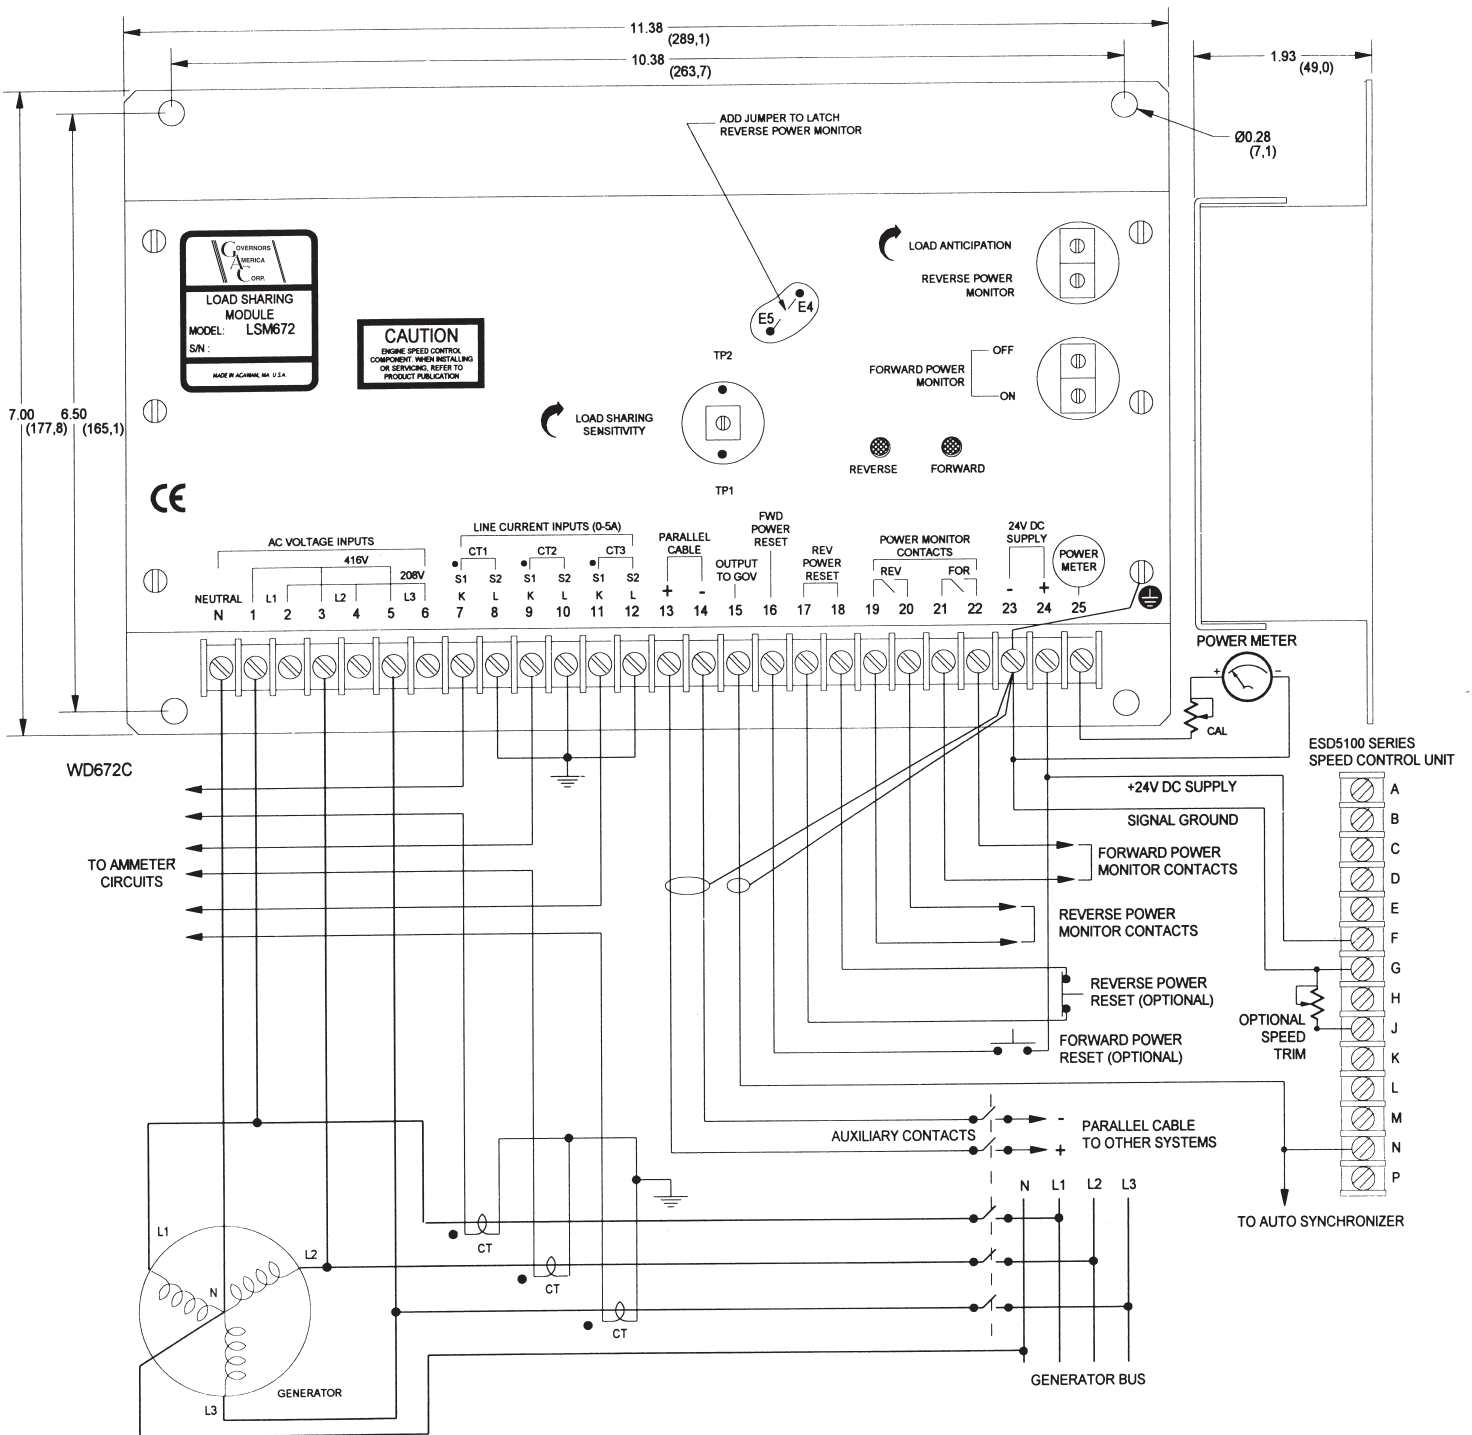 11.38
(289,1)
10.38
(263,7)
1.93
(49,0)
ADD JUMPER TO LATCH
REVERSE POWER MONITOR
Ø0.28
(7,1)
GOVERNORS
AMERICA
CORP.
LOAD SHARING
MODULE
MODEL: LSM672
S/N :
MADE IN AGAWAM, MA U.S.A
CAUTION
ENGINE SPEED CONTROL
COMPONENT. WHEN INSTALLING
OR SERVICING, REFER TO
PRODUCT PUBLICATION
E4
E5
LOAD ANTICIPATION
REVERSE POWER
MONITOR
OFF
FORWARD POWER
MONITOR
ON
TP2
LOAD SHARING
SENSITIVITY
TP1
REVERSE
FORWARD
7.00
(177,8)
6.50
(165,1)
CE
AC VOLTAGE INPUTS
416V
208V
NEUTRAL
L1
L2
L3
LINE CURRENT INPUTS (0-5A)
CT1
CT2
CT3
S1 S2 S1 S2 S1 S2
K L K L K L
PARALLEL
CABLE
+ -
OUTPUT
TO GOV
FWD
POWER
RESET
REV
POWER
RESET
POWER MONITOR
CONTACTS
REV
FOR
24V DC
SUPPLY
- +
POWER
METER
N 1 2 3 4 5 6 7 8 9 10 11 12 13 14 15 16 17 18 19 20 21 22 23 24 25
POWER METER
+ -
CAL
WD672C
ESD5100 SERIES
SPEED CONTROL UNIT
A
B
C
D
E
F
G
H
J
K
L
M
N
P
+24V DC SUPPLY
SIGNAL GROUND
TO AMMETER
CIRCUITS
FORWARD POWER
MONITOR CONTACTS
REVERSE POWER
MONITOR CONTACTS
REVERSE POWER
RESET (OPTIONAL)
OPTIONAL
SPEED
TRIM
FORWARD POWER
RESET (OPTIONAL)
AUXILIARY CONTACTS
-
+
PARALLEL CABLE
TO OTHER SYSTEMS
N L1 L2 L3
TO AUTO SYNCHRONIZER
L1
L2
N
L3
GENERATOR
CT
CT
CT
GENERATOR BUS